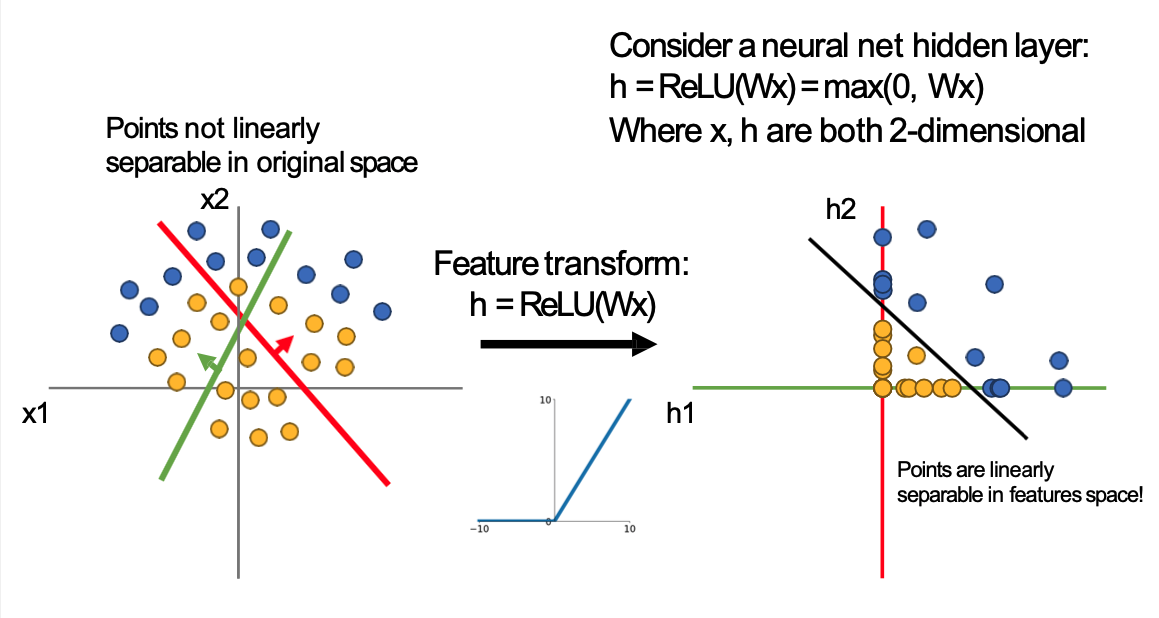 Consider a neural net hidden layer:
h = ReLU(Wx) = max(0, Wx)
Where x, h are both 2-dimensional
Points not linearly
separable in original space
x2
x1
Feature transform:
h = ReLU(Wx)
10
0
−10
10
h2
h1
Points are linearly
separable in features space!